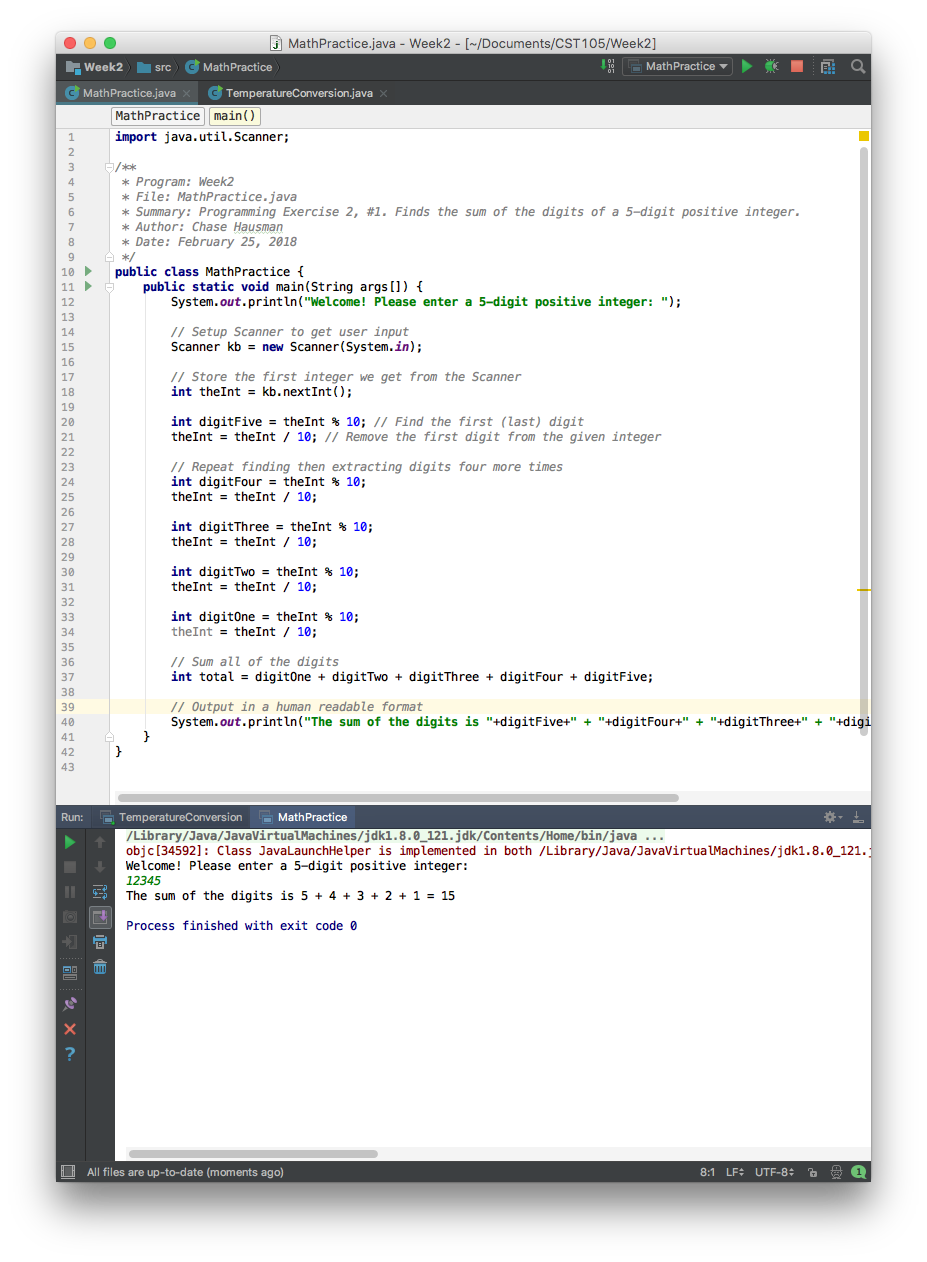 MathPractice.java - Week2 - [~/Documents/CST105/Week2]
Week2 src MathPractice MathPractice
MathPractice.java TemperatureConversion.java
MathPractice main()
1 import java.util.Scanner;
2
3 /**
4 * Program: Week2
5 * File: MathPractice.java
6 * Summary: Programming Exercise 2, #1. Finds the sum of the digits of a 5-digit positive integer.
7 * Author: Chase Hausman
8 * Date: February 25, 2018
9 */
10 public class MathPractice {
11 public static void main(String args[]) {
12 System.out.println("Welcome! Please enter a 5-digit positive integer: ");
13
14 // Setup Scanner to get user input
15 Scanner kb = new Scanner(System.in);
16
17 // Store the first integer we get from the Scanner
18 int theInt = kb.nextInt();
19
20 int digitFive = theInt % 10; // Find the first (last) digit
21 theInt = theInt / 10; // Remove the first digit from the given integer
22
23 // Repeat finding then extracting digits four more times
24 int digitFour = theInt % 10;
25 theInt = theInt / 10;
26
27 int digitThree = theInt % 10;
28 theInt = theInt / 10;
29
30 int digitTwo = theInt % 10;
31 theInt = theInt / 10;
32
33 int digitOne = theInt % 10;
34 theInt = theInt / 10;
35
36 // Sum all of the digits
37 int total = digitOne + digitTwo + digitThree + digitFour + digitFive;
38
39 // Output in a human readable format
40 System.out.println("The sum of the digits is "+digitFive+" + "+digitFour+" + "+digitThree+" + "+digi
41 }
42 }
43
Run: TemperatureConversion MathPractice
/Library/Java/JavaVirtualMachines/jdk1.8.0_121.jdk/Contents/Home/bin/java ...
objc[34592]: Class JavaLaunchHelper is implemented in both /Library/Java/JavaVirtualMachines/jdk1.8.0_121.j
Welcome! Please enter a 5-digit positive integer:
12345
The sum of the digits is 5 + 4 + 3 + 2 + 1 = 15
Process finished with exit code 0
All files are up-to-date (moments ago) 8:1 LF UTF-8 1